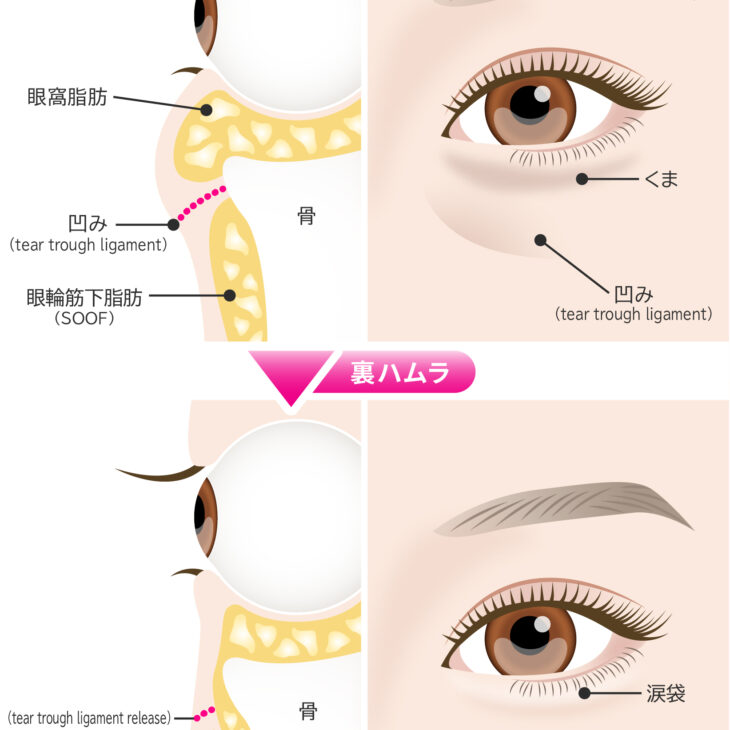 眼窩脂肪
凹み
(tear trough ligament)
眼輪筋下脂肪
(SOOF)
骨
くま
凹み
(tear trough ligament)
裏ハムラ
(tear trough ligament release)
骨
涙袋